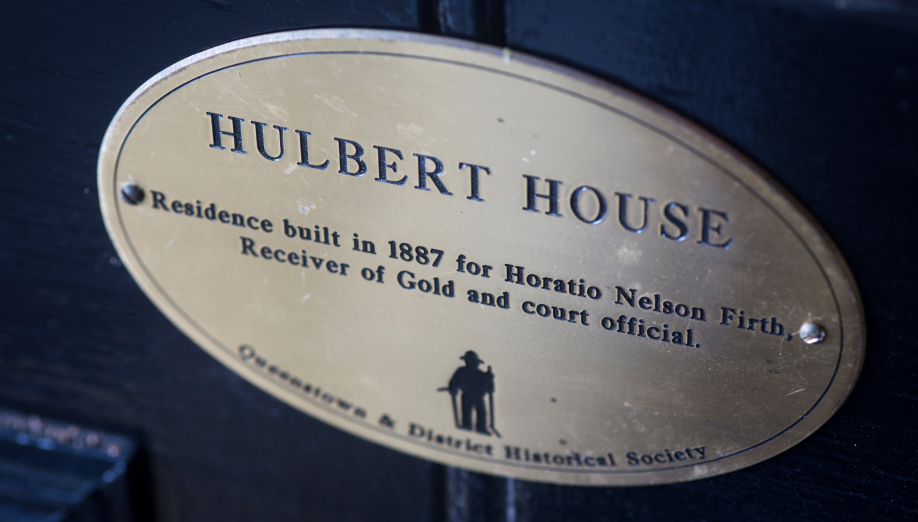 HULBERT HOUSE
Residence built in 1887 for Horatio Nelson Firth,
Receiver of Gold and court official.
Queenstown & District Historical Society